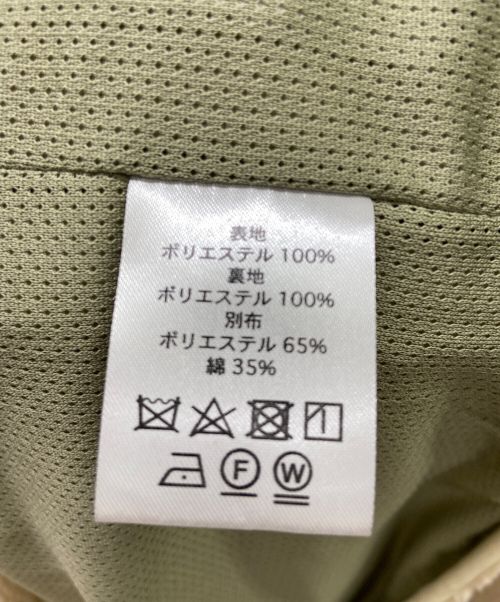 表地
ポリエステル 100%
裏地
ポリエステル 100%
別布
ポリエステル 65%
綿 35%
F W